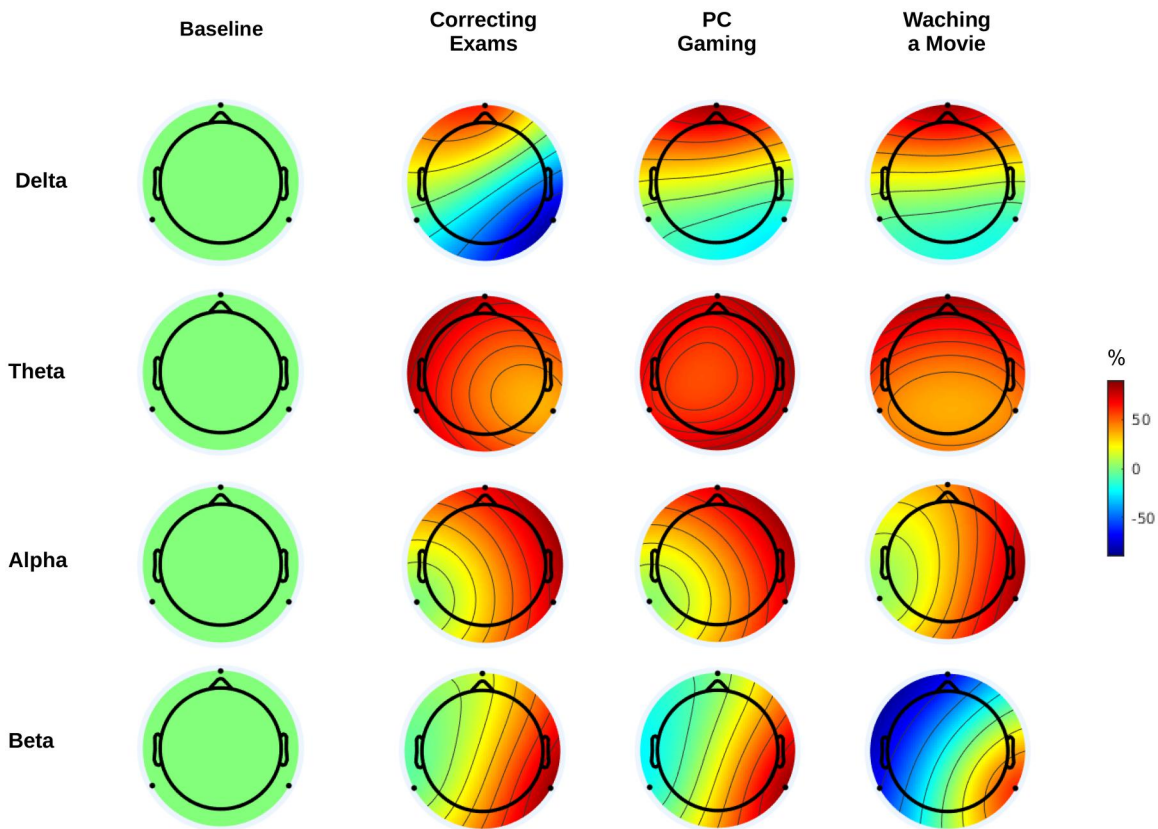 Baseline
Correcting
Exams
PC
Gaming
Waching
a Movie
Delta
Theta
%
50
0
-50
Alpha
Beta